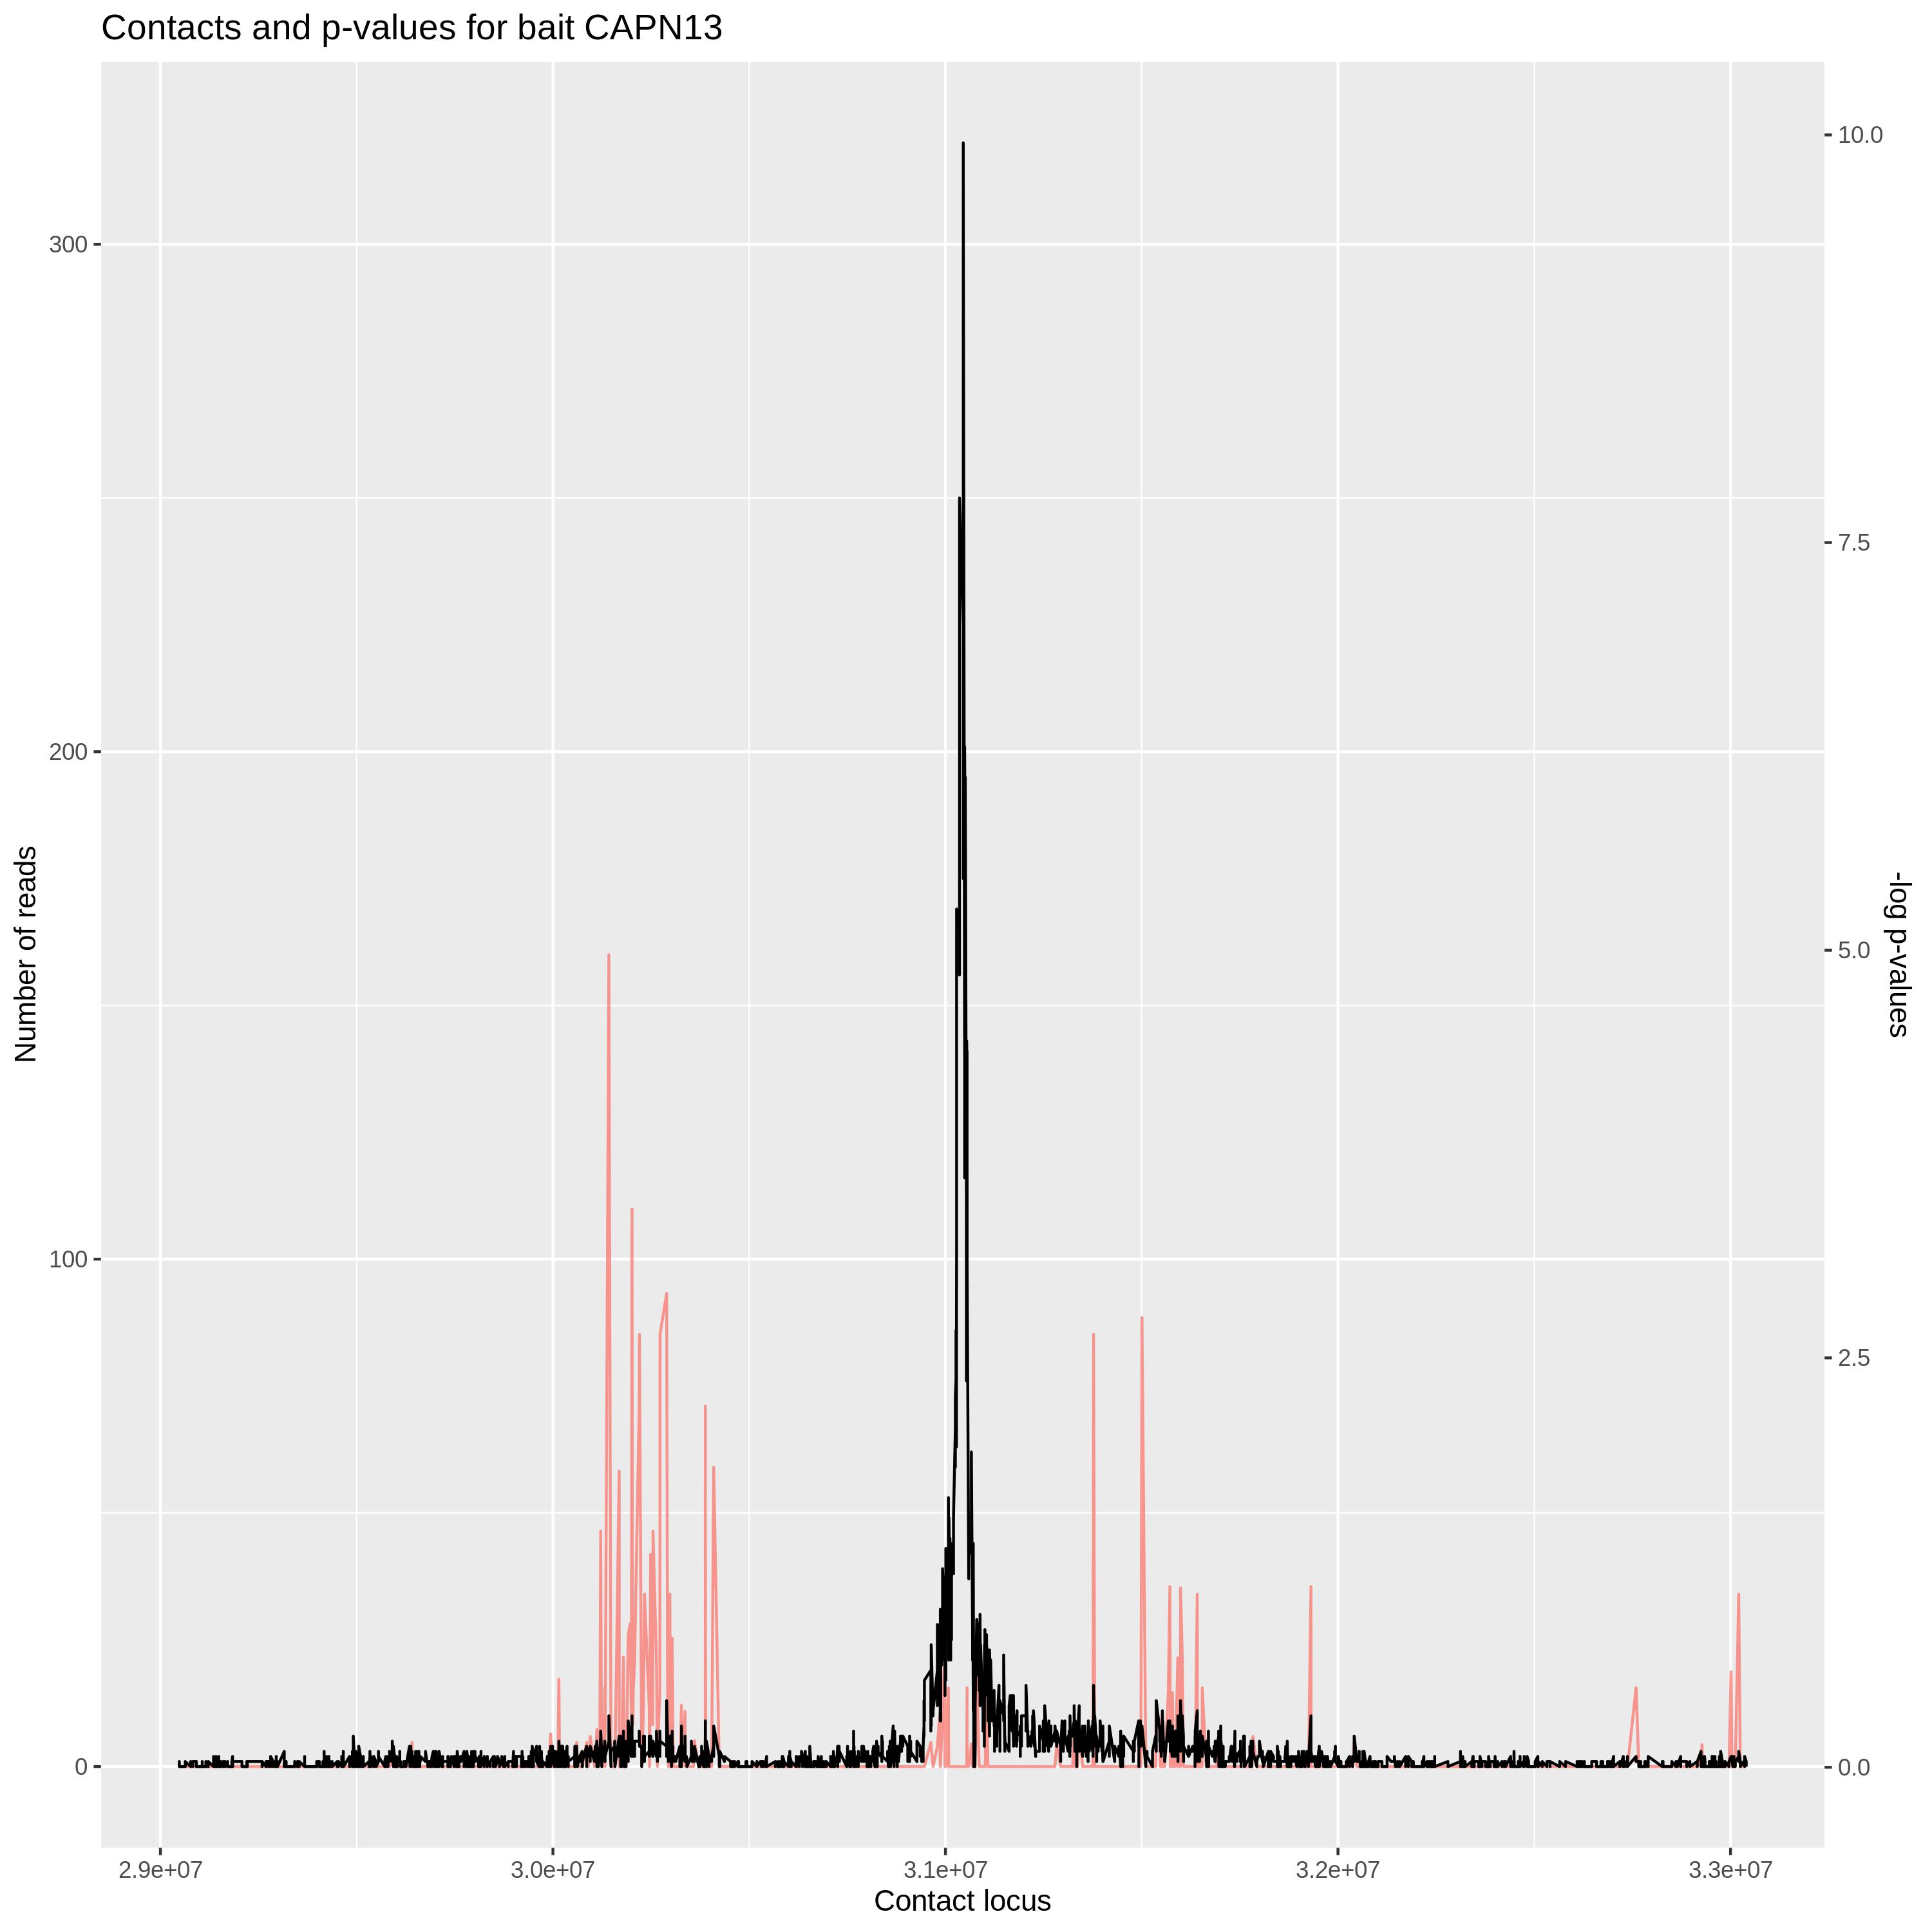 Contacts and p-values for bait CAPN13
300
200
100
0
10.0
7.5
5.0
2.5
0.0
Number of reads
-log p-values
2.9e+07 3.0e+07 3.1e+07 3.2e+07 3.3e+07
Contact locus